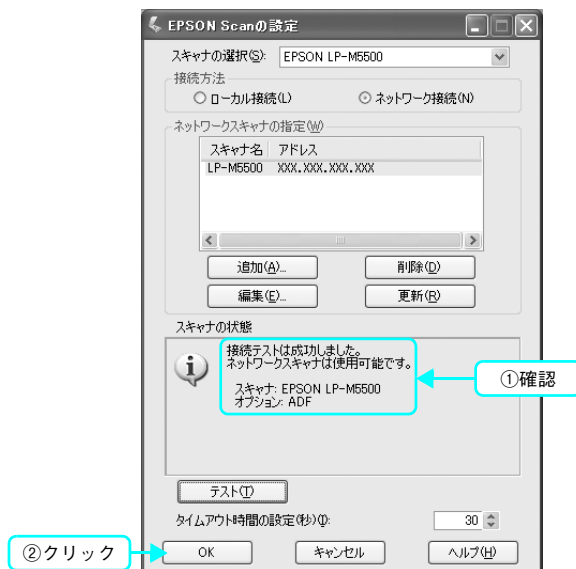 EPSON Scanの設定
スキャナの選択(S): EPSON LP-M5500
接続方法
ローカル接続(L) ネットワーク接続(N)
ネットワークスキャナの指定(W)
スキャナ名 アドレス
LP-M5500 XXX.XXX.XXX.XXX
追加(A)... 削除(D)
編集(E)... 更新(R)
スキャナの状態
接続テストは成功しました。
ネットワークスキャナは使用可能です。
スキャナ: EPSON LP-M5500
オプション: ADF
①確認
テスト(T)
タイムアウト時間の設定(秒)(I): 30
②クリック
OK キャンセル ヘルプ(H)